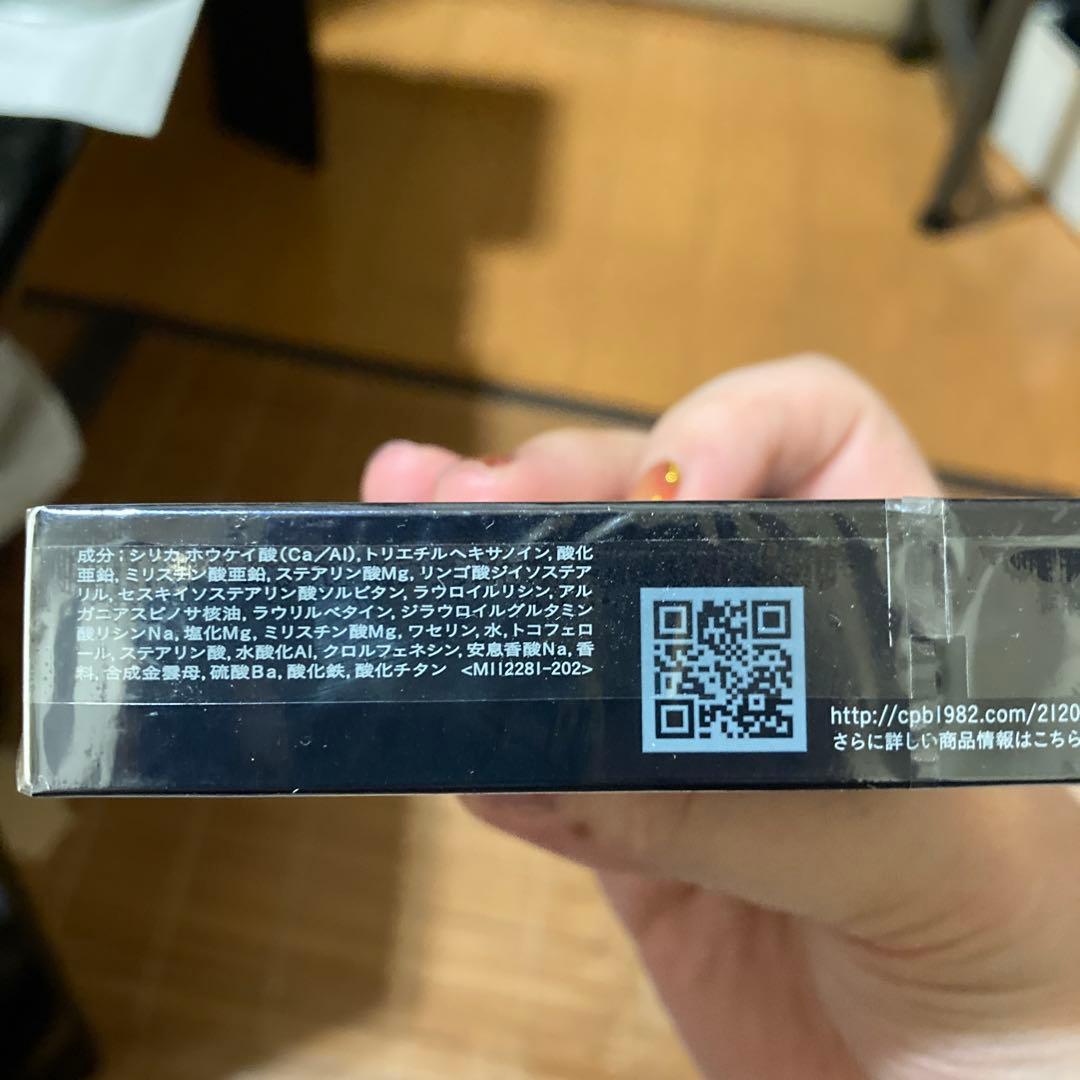 成分：シリカ,ホウケイ酸(Ca／Al),トリエチルヘキサノイン,酸化
亜鉛,ミリスチン酸亜鉛,ステアリン酸Mg,リンゴ酸ジイソステア
リル,セスキイソステアリン酸ソルビタン,ラウロイルリシン,アル
ガニアスピノサ核油,ラウリルベタイン,ジラウロイルグルタミン
酸リシンNa,塩化Mg,ミリスチン酸Mg,ワセリン,水,トコフェロ
ール,ステアリン酸,水酸化Al,クロルフェネシン,安息香酸Na,香
料,合成金雲母,硫酸Ba,酸化鉄,酸化チタン <M112281-202>
http://cpb1982.com/2120
さらに詳しい商品情報はこちら